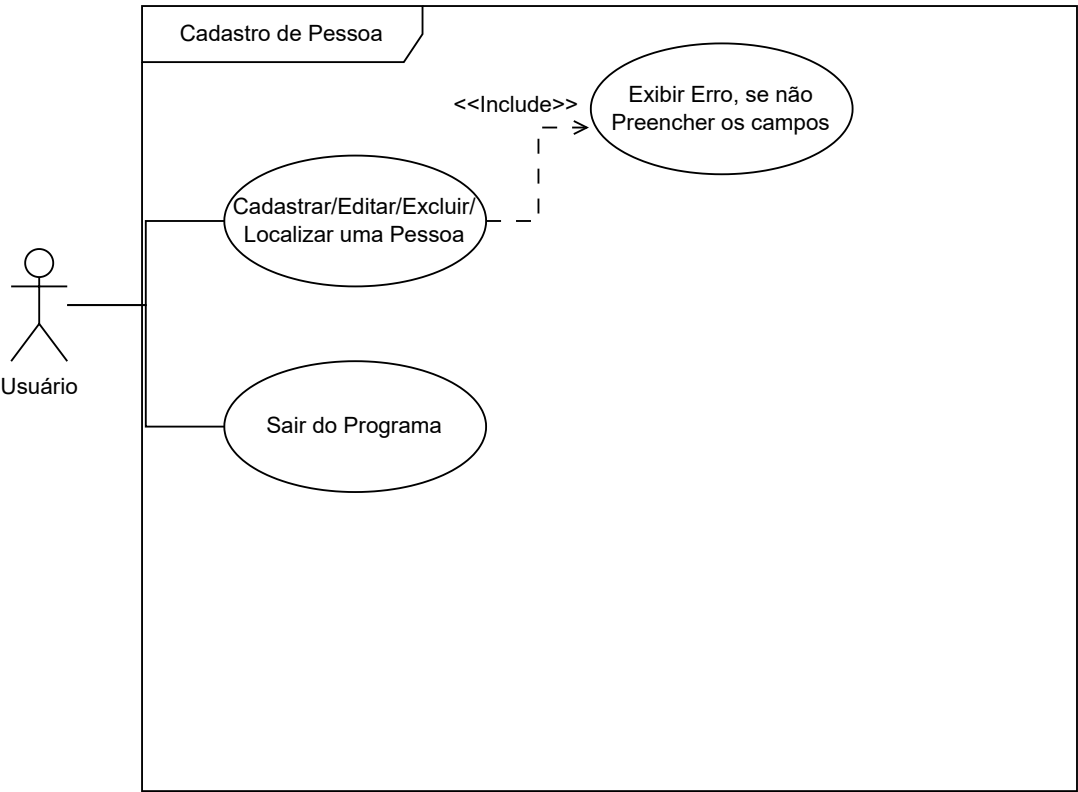 Cadastro de Pessoa
<<Include>>
Exibir Erro, se não
Preencher os campos
Cadastrar/Editar/Excluir/
Localizar uma Pessoa
Usuário
Sair do Programa